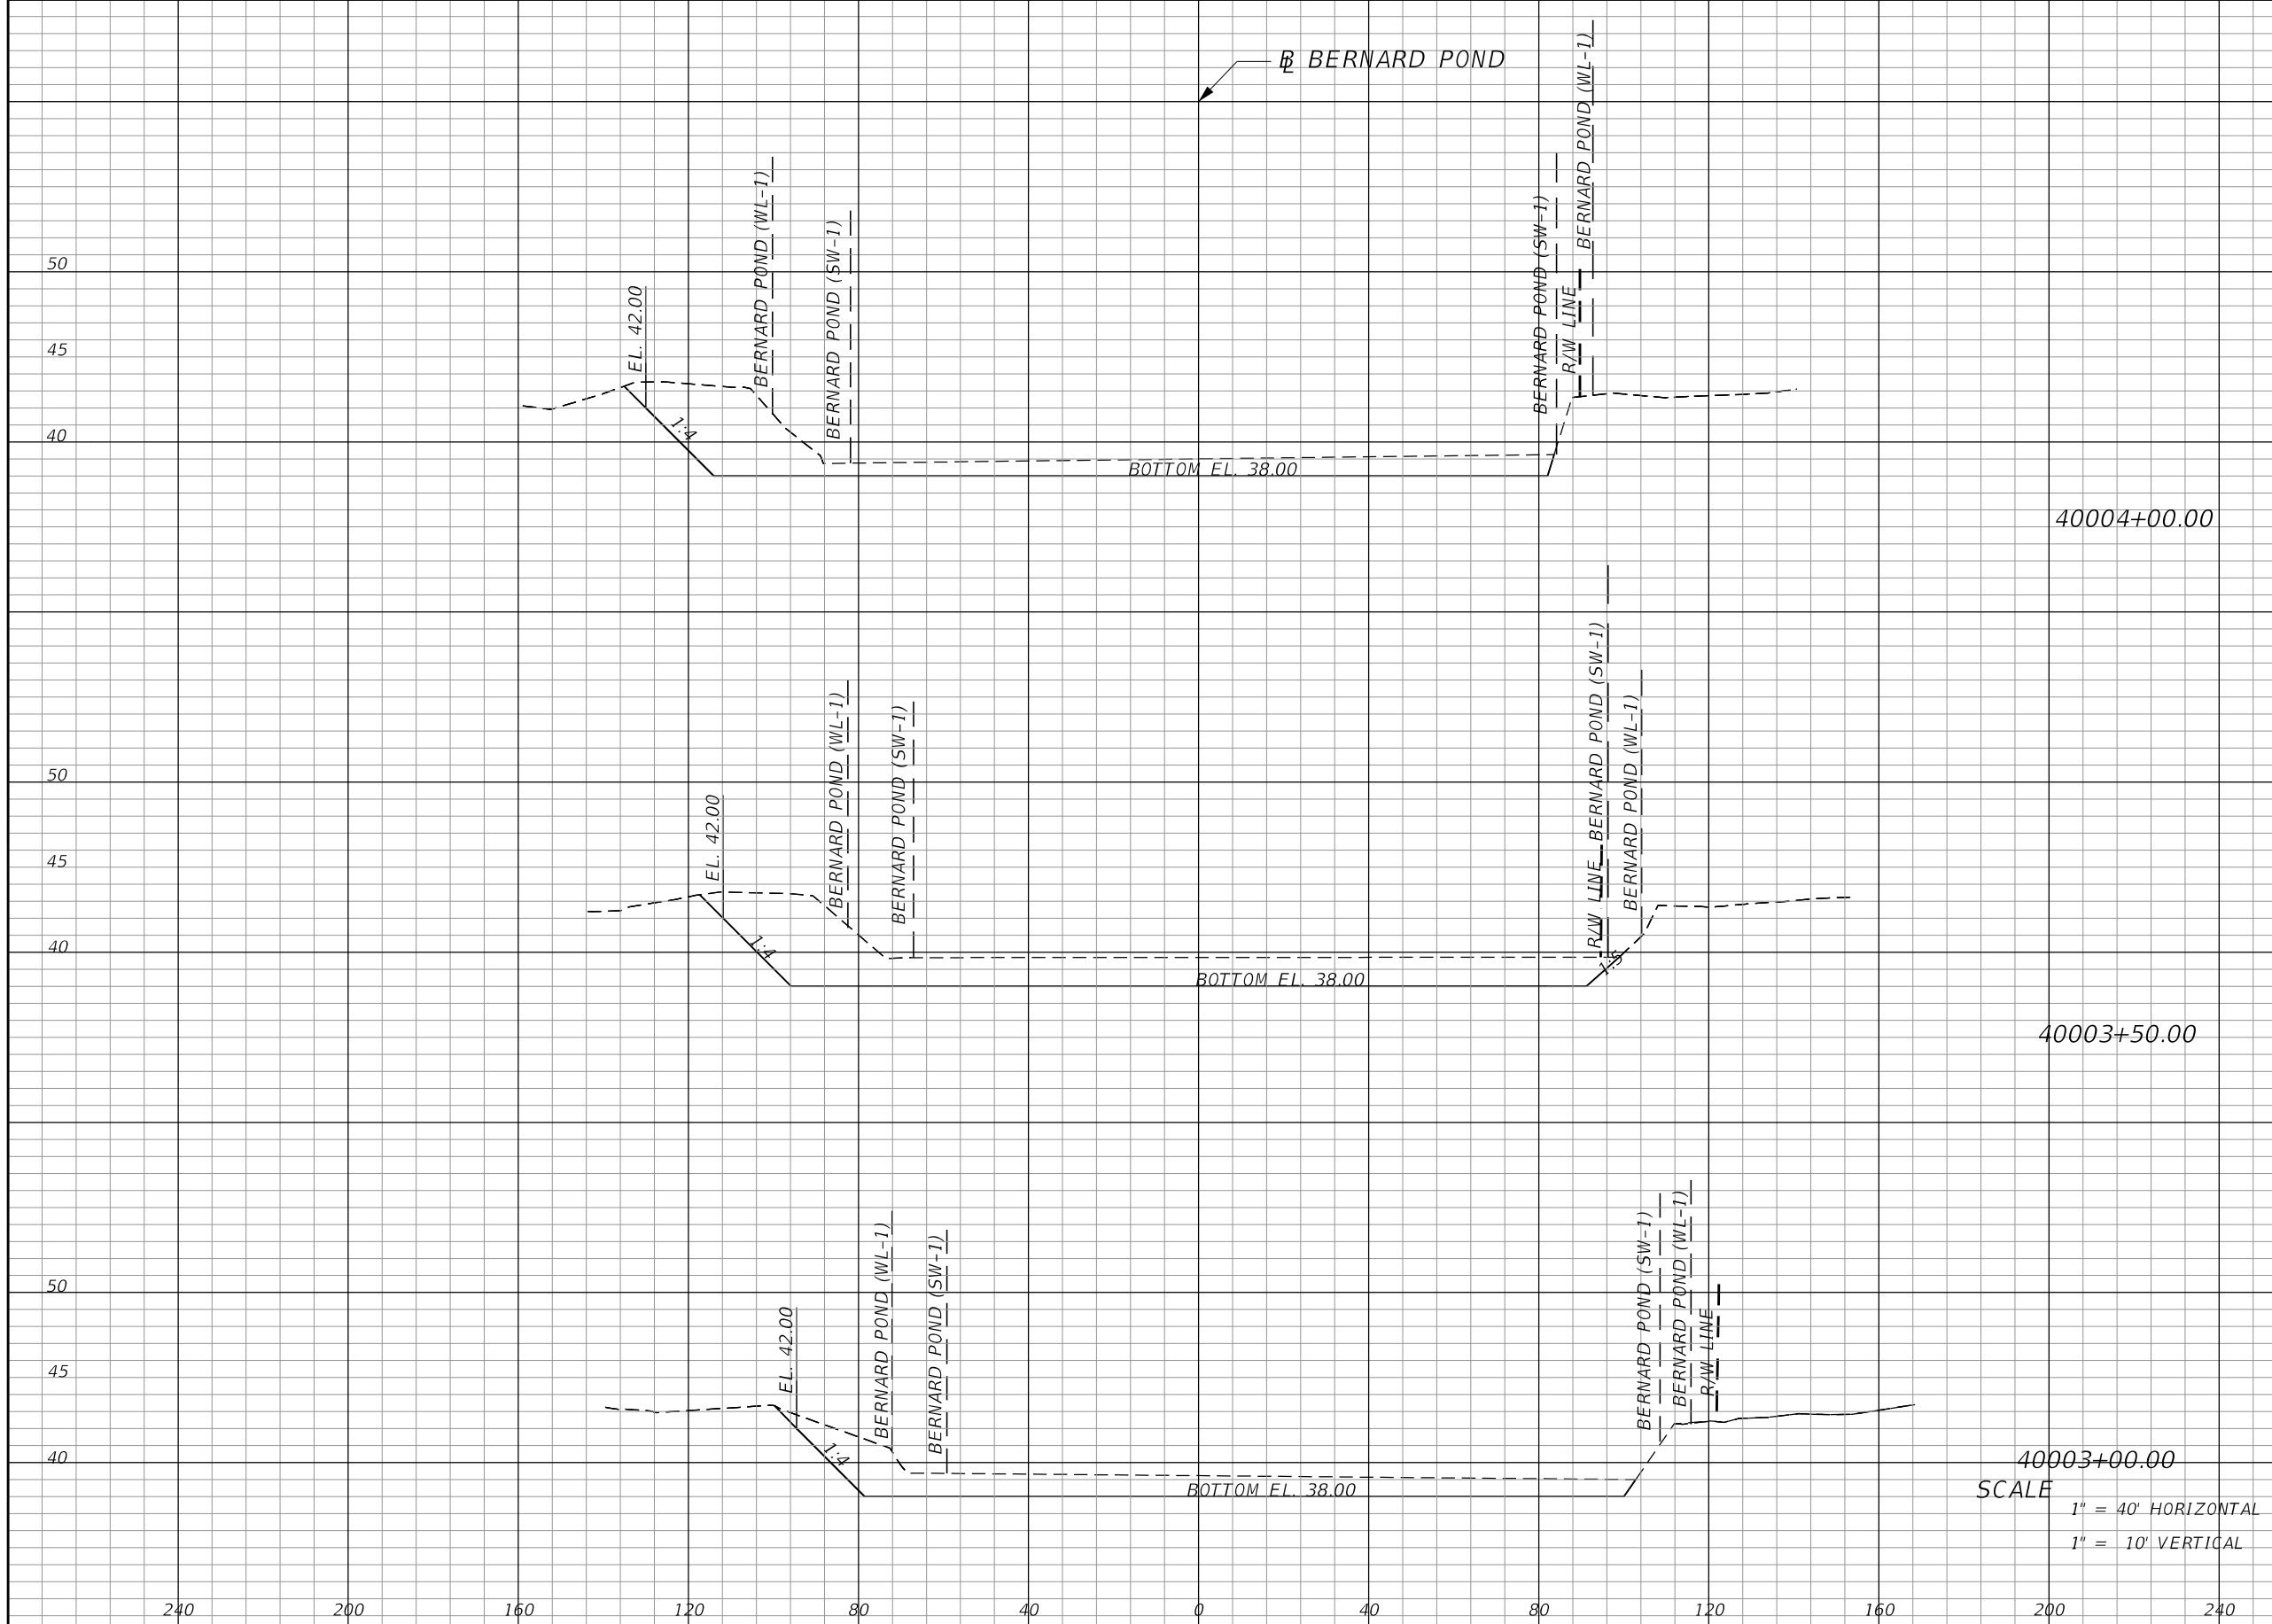 BL BERNARD POND
BERNARD POND (WL-1)
BERNARD POND (WL-1)
BERNARD POND (SW-1)
BERNARD POND (SW-1)
50
EL. 42.00
R/W LINE
45
1:4
40
BOTTOM EL. 38.00
40004+00.00
BERNARD POND (SW-1)
BERNARD POND (WL-1)
BERNARD POND (SW-1)
BERNARD POND (WL-1)
50
EL. 42.00
45
R/W LINE
1:4
40
BOTTOM EL. 38.00
40003+50.00
BERNARD POND (WL-1)
BERNARD POND (SW-1)
BERNARD POND (SW-1)
BERNARD POND (WL-1)
50
EL. 42.00
R/W LINE
45
1:4
40
40003+00.00
BOTTOM EL. 38.00
SCALE
1" = 40' HORIZONTAL
1" = 10' VERTICAL
240 200 160 120 80 40 0 40 80 120 160 200 240